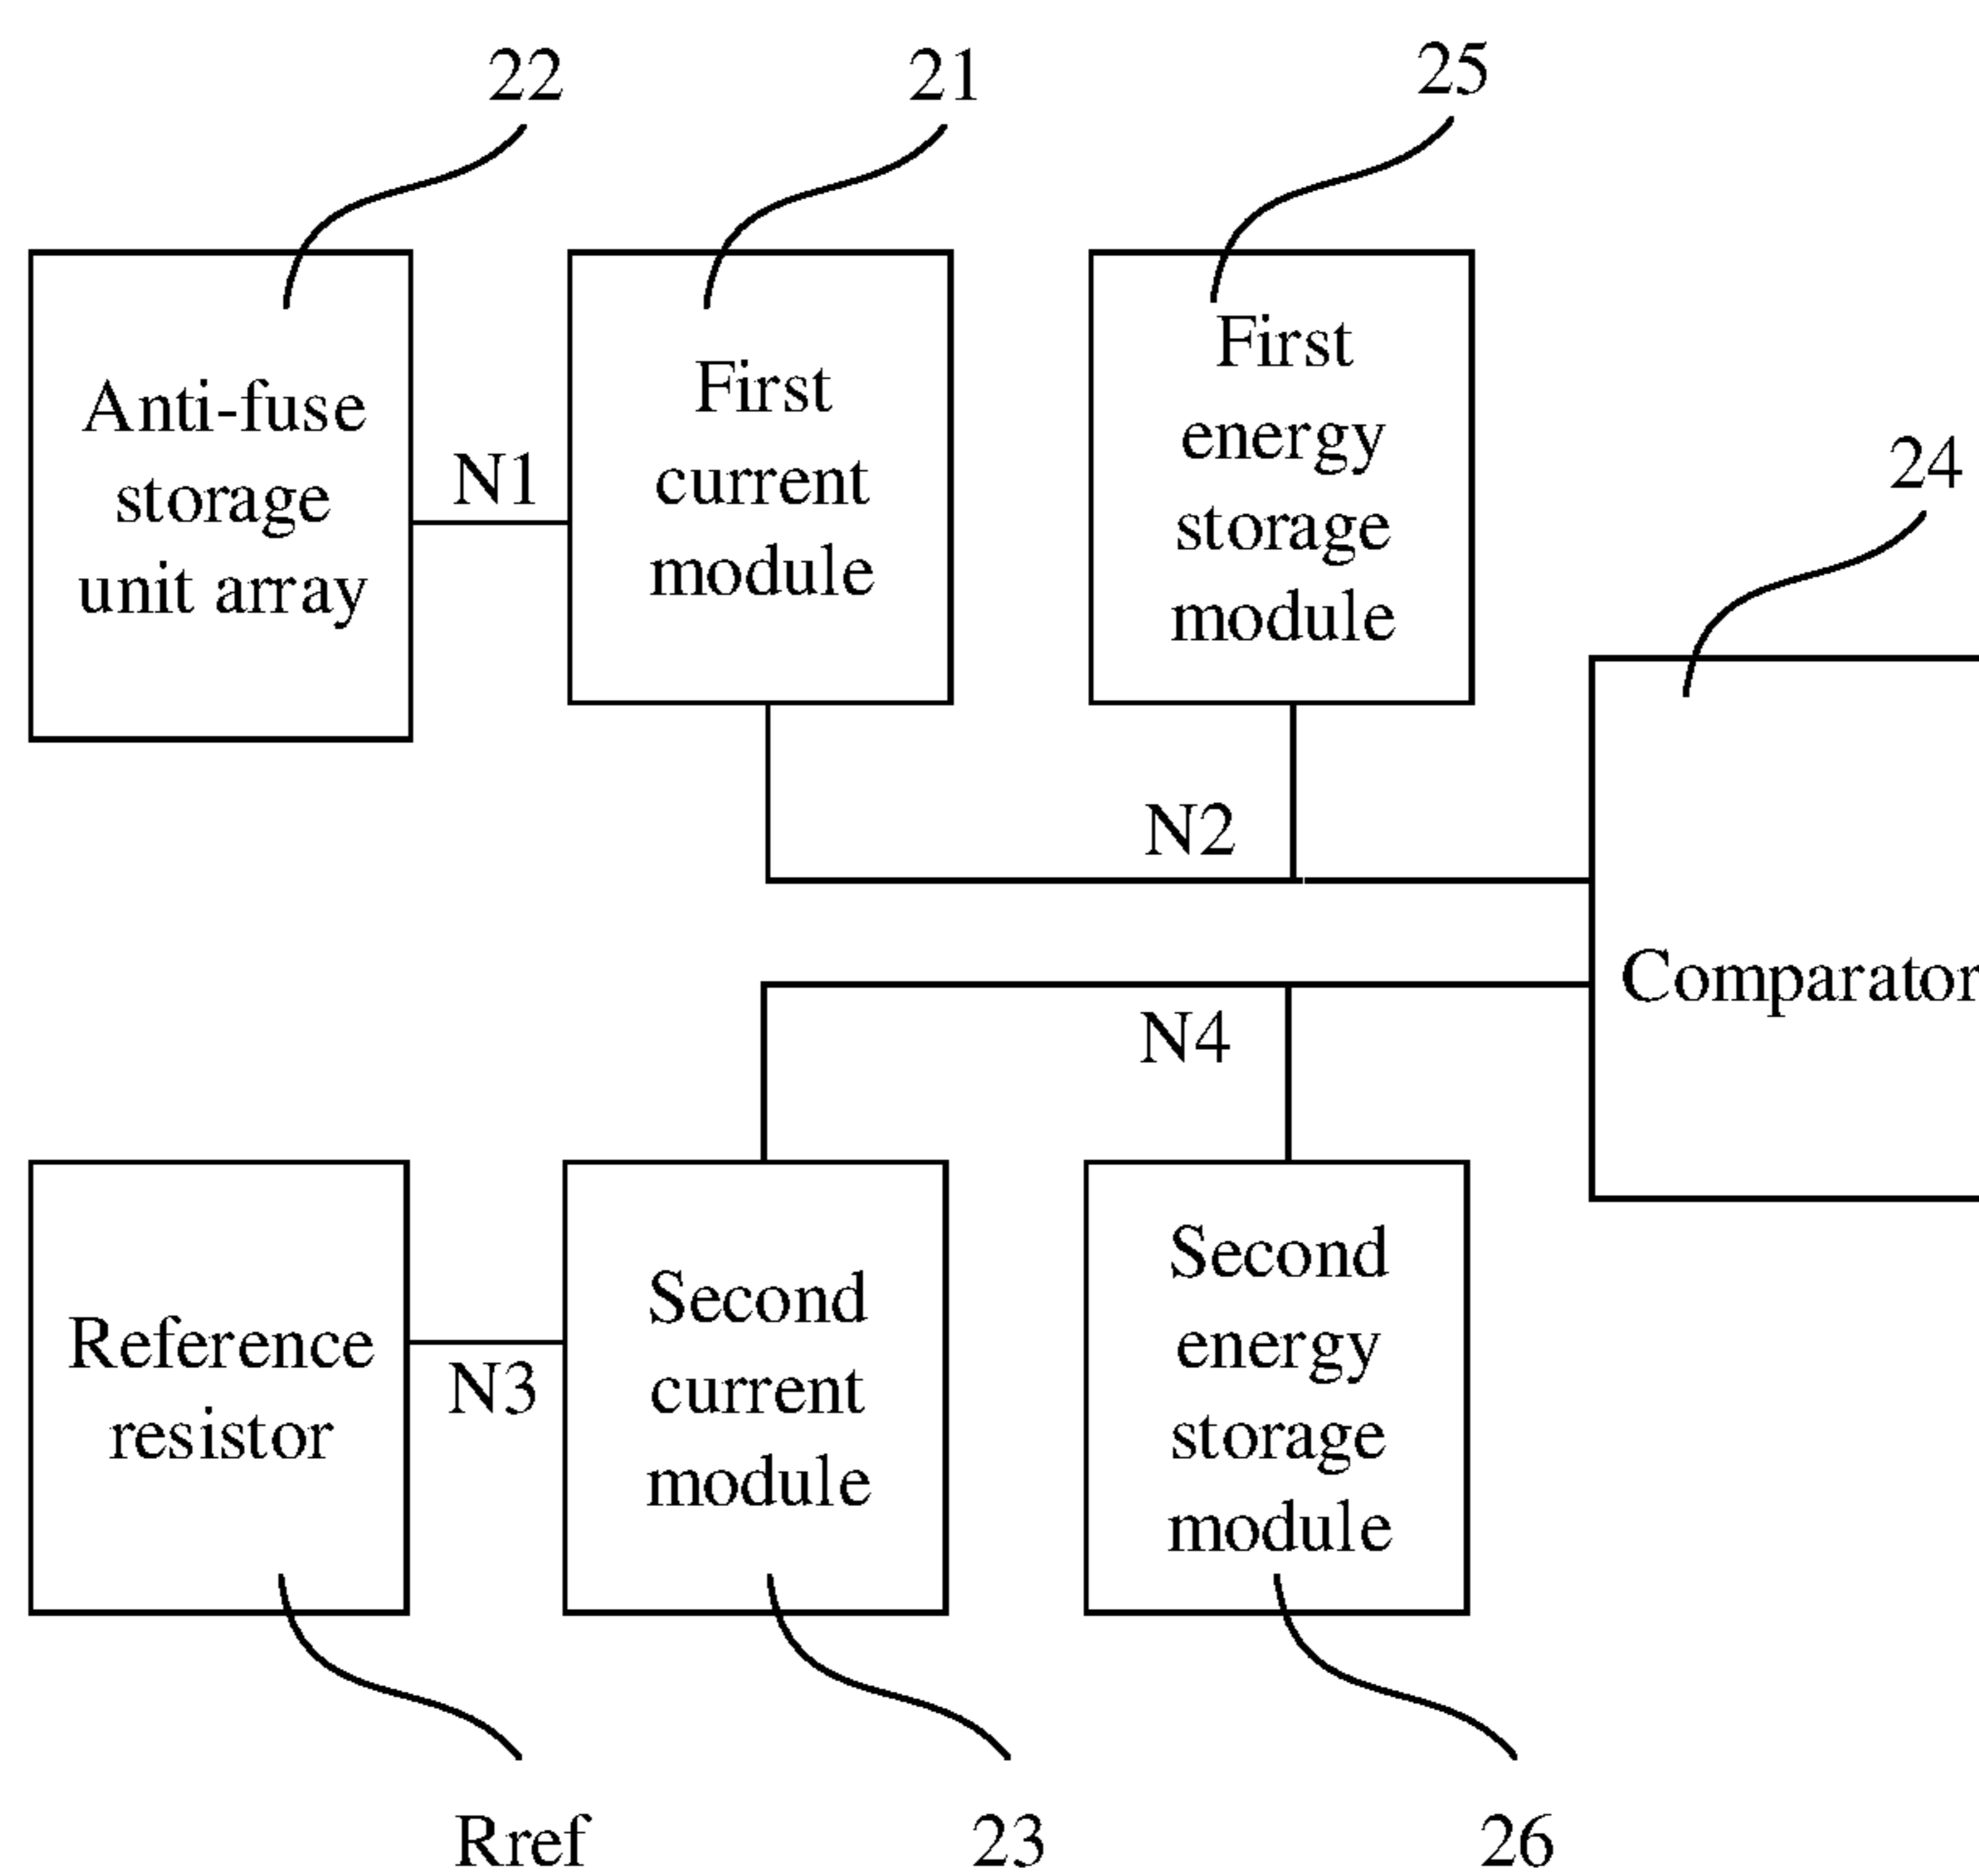 22
21
25
Anti-fuse
storage
unit array
N1
First
current
module
First
energy
storage
module
24
N2
Comparator
N4
Reference
resistor
N3
Second
current
module
Second
energy
storage
module
Rref
23
26